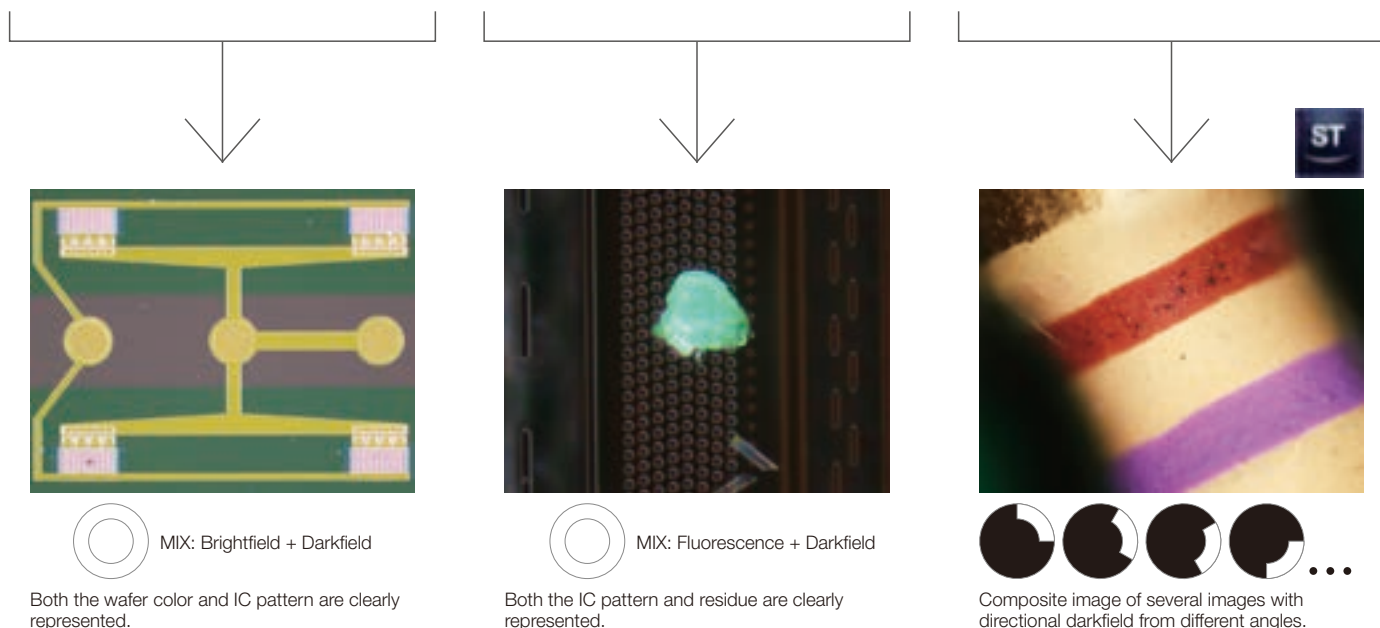 ST
MIX: Brightfield + Darkfield
Both the wafer color and IC pattern are clearly
represented.
MIX: Fluorescence + Darkfield
Both the IC pattern and residue are clearly
represented.
Composite image of several images with
directional darkfield from different angles.